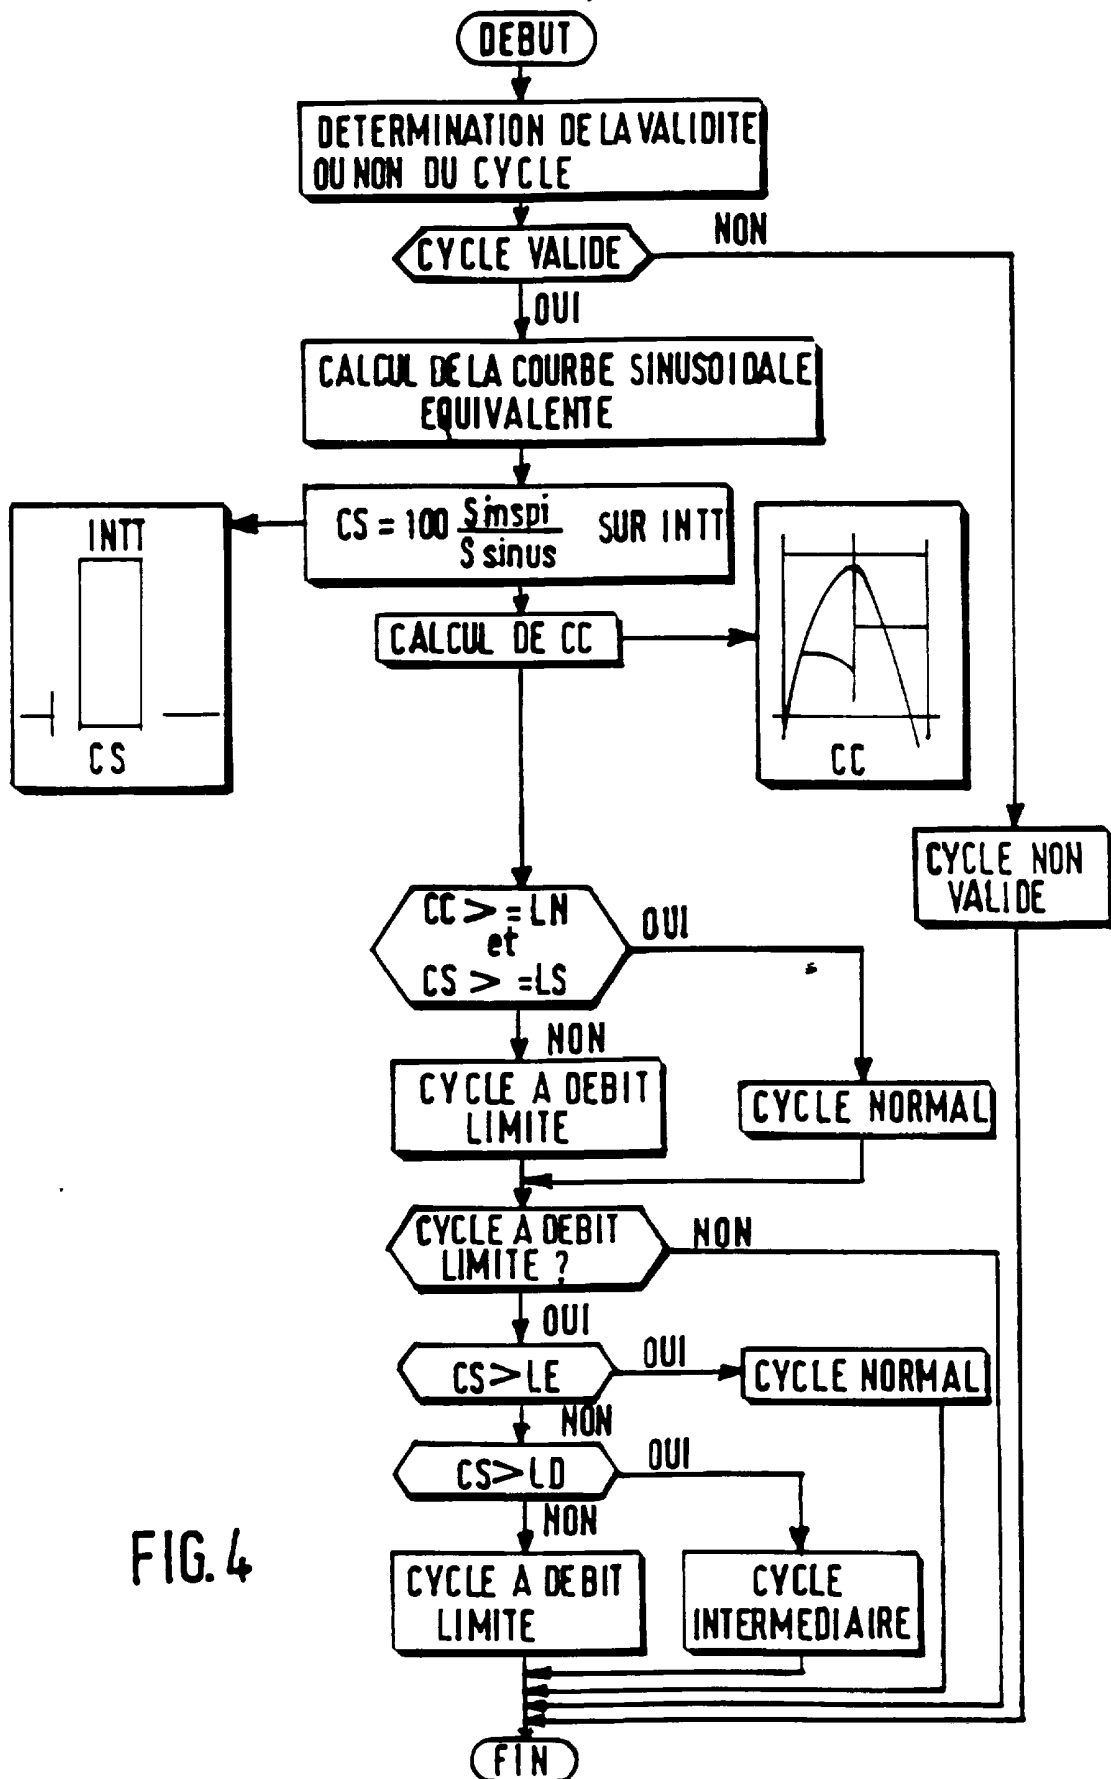 DEBUT
DETERMINATION DE LA VALIDITE
OU NON DU CYCLE
CYCLE VALIDE
NON
OUI
CALCUL DE LA COURBE SINUSOIDALE
EQUIVALENTE
CS = 100 Sinspi / S sinus SUR INTT
INTT
CS
CALCUL DE CC
CC
CYCLE NON
VALIDE
CC > = LN
et
CS > = LS
OUI
NON
CYCLE A DEBIT
LIMITE
CYCLE NORMAL
CYCLE A DEBIT
LIMITE ?
NON
OUI
CS > LE
OUI
CYCLE NORMAL
NON
CS > LD
OUI
NON
CYCLE A DEBIT
LIMITE
CYCLE
INTERMEDIAIRE
FIG. 4
FIN